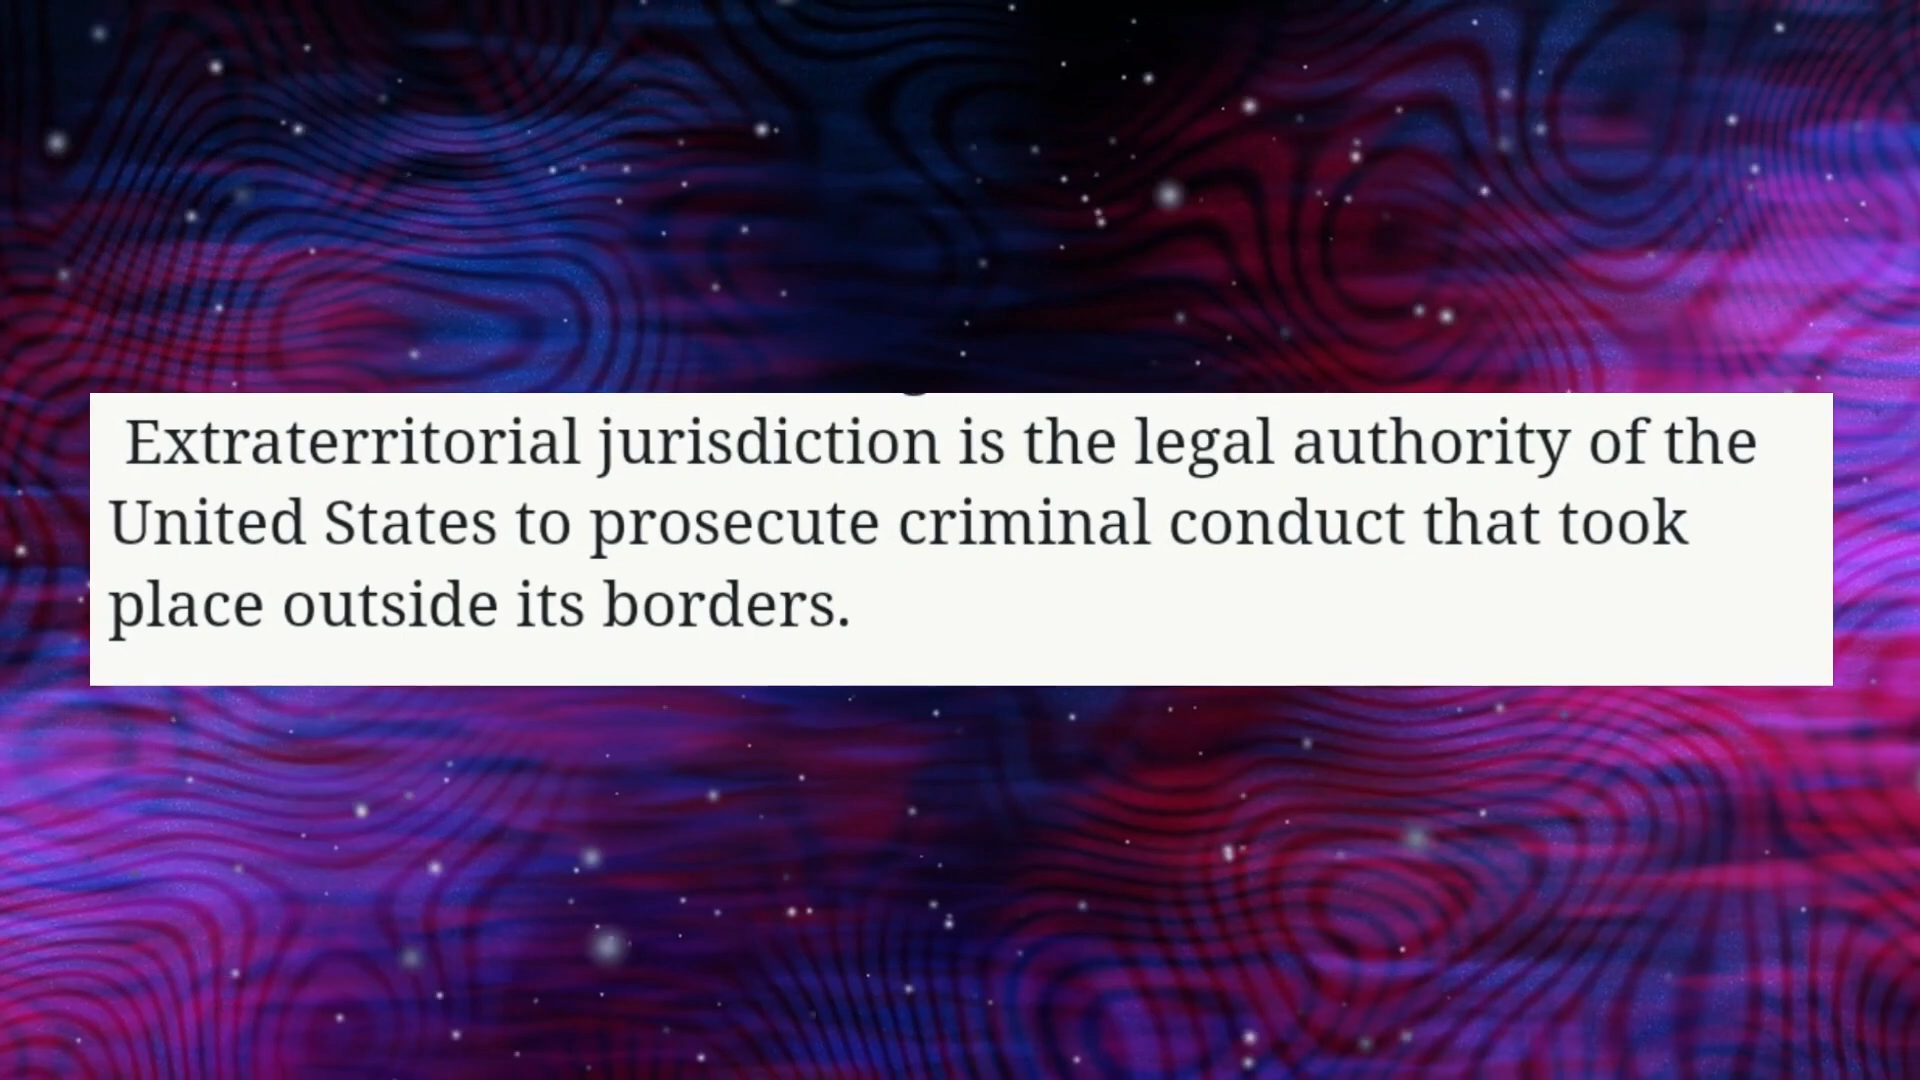 Extraterritorial jurisdiction is the legal authority of the
United States to prosecute criminal conduct that took
place outside its borders.